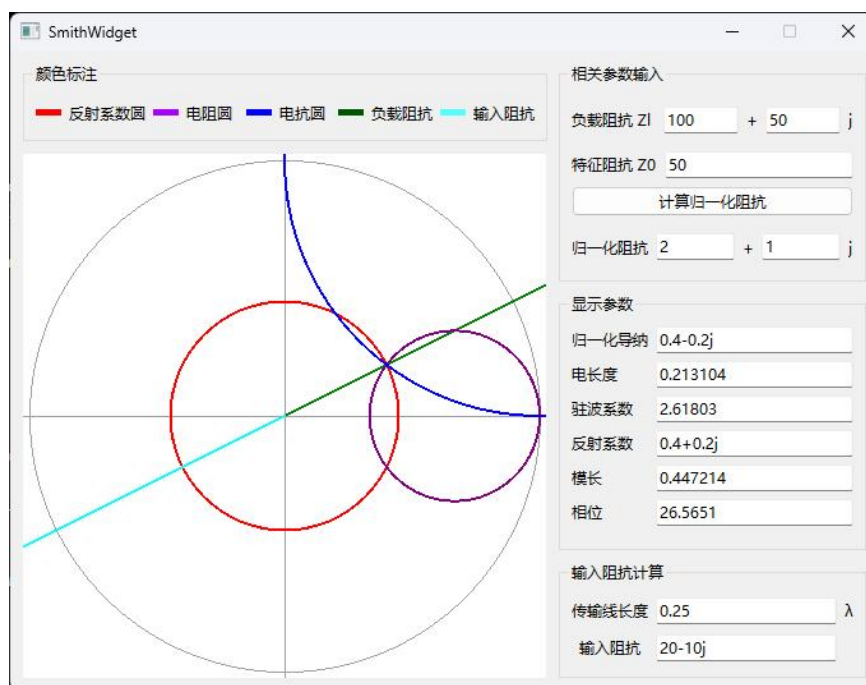 SmithWidget
颜色标注
反射系数圆 电阻圆 电抗圆 负载阻抗 输入阻抗
相关参数输入
负载阻抗 Zl 100 + 50 j
特征阻抗 Z0 50
计算归一化阻抗
归一化阻抗 2 + 1 j
显示参数
归一化导纳 0.4-0.2j
电长度 0.213104
驻波系数 2.61803
反射系数 0.4+0.2j
模长 0.447214
相位 26.5651
输入阻抗计算
传输线长度 0.25 λ
输入阻抗 20-10j